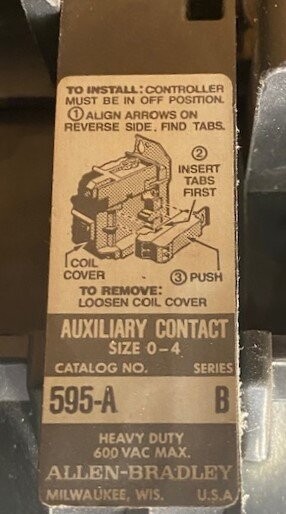 TO INSTALL: CONTROLLER
MUST BE IN OFF POSITION.
① ALIGN ARROWS ON
REVERSE SIDE, FIND TABS.
②
INSERT
TABS
FIRST
COIL
COVER
③ PUSH
TO REMOVE:
LOOSEN COIL COVER
AUXILIARY CONTACT
SIZE 0-4
CATALOG NO. SERIES
595-A B
HEAVY DUTY
600 VAC MAX.
ALLEN-BRADLEY
MILWAUKEE, WIS. U.S.A